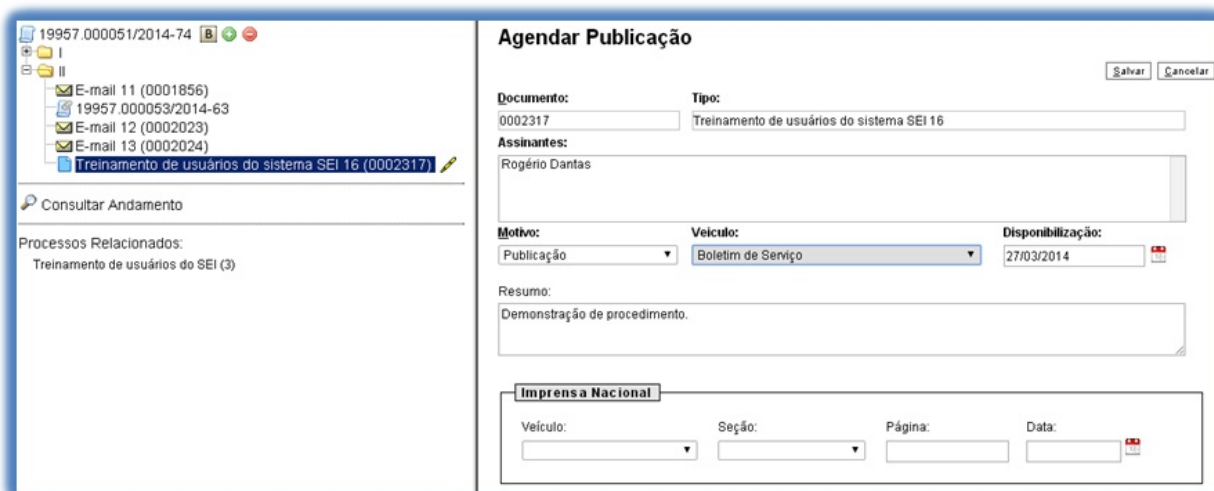 19957.000051/2014-74 B
I
II
E-mail 11 (0001856)
19957.000053/2014-63
E-mail 12 (0002023)
E-mail 13 (0002024)
Treinamento de usuários do sistema SEI 16 (0002317)
Consultar Andamento
Processos Relacionados:
Treinamento de usuários do SEI (3)
Agendar Publicação
Salvar Cancelar
Documento: Tipo:
0002317 Treinamento de usuários do sistema SEI 16
Assinantes:
Rogério Dantas
Motivo: Veiculo: Disponibilização:
Publicação Boletim de Serviço 27/03/2014
Resumo:
Demonstração de procedimento.
Imprensa Nacional
Veículo: Seção: Página: Data: